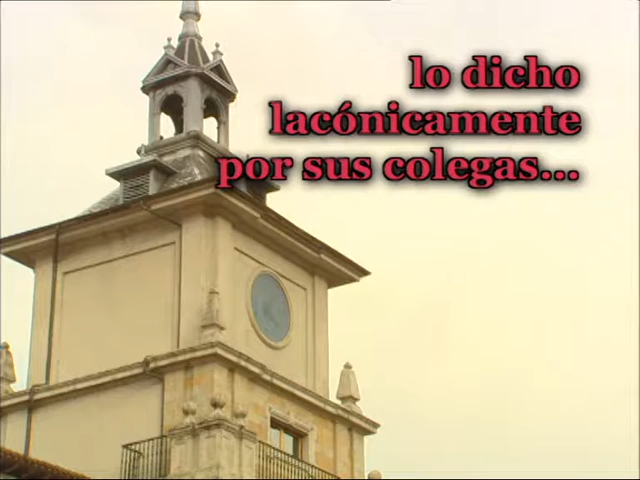 lo dicho
lacónicamente
por sus colegas...